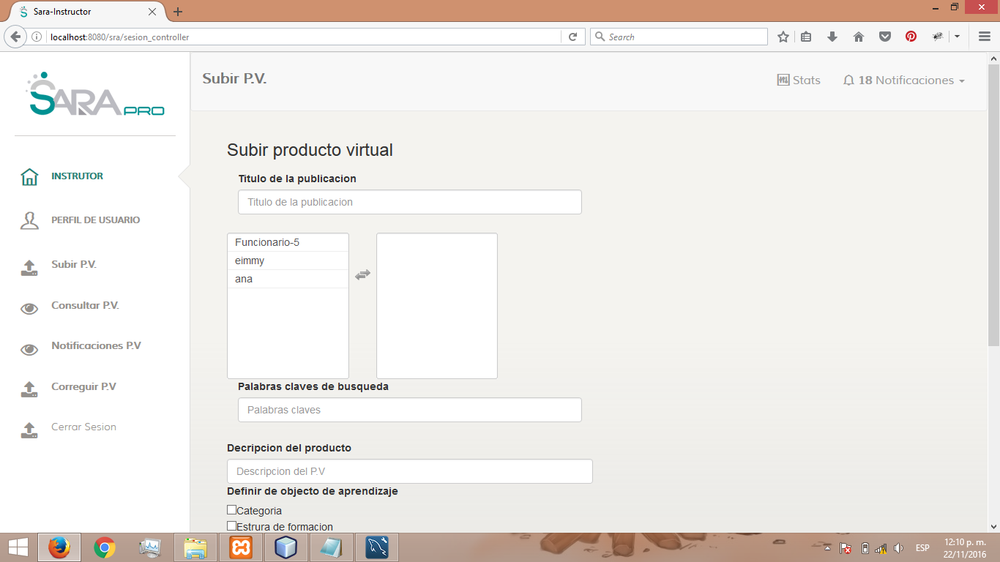 Sara-Instructor
localhost:8080/sra/sesion_controller
Search
SARA PRO
Subir P.V.
Stats
18 Notificaciones
INSTRUTOR
PERFIL DE USUARIO
Subir P.V.
Consultar P.V.
Notificaciones P.V
Correguir P.V
Cerrar Sesion
Subir producto virtual
Titulo de la publicacion
Titulo de la publicacion
Funcionario-5
eimmy
ana
Palabras claves de busqueda
Palabras claves
Decripcion del producto
Descripcion del P.V
Definir de objecto de aprendizaje
Categoria
Estrura de formacion
ESP
12:10 p. m.
22/11/2016